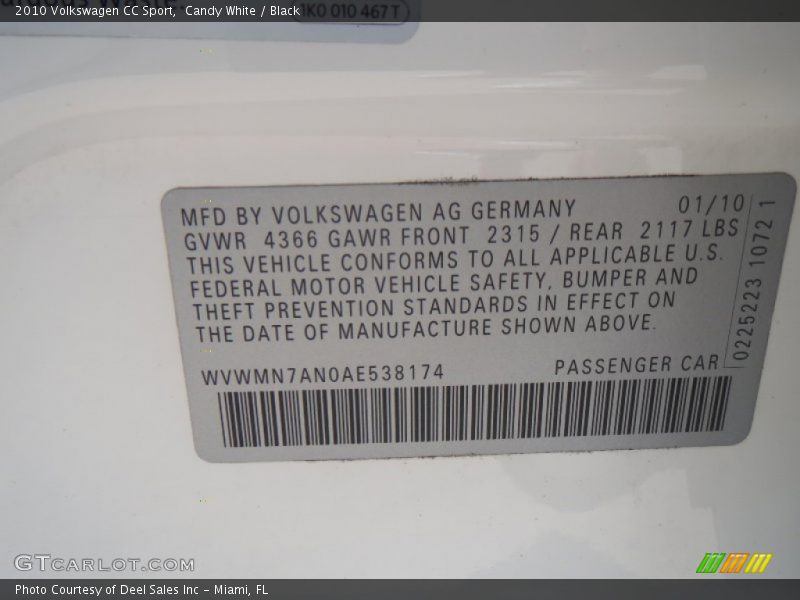 2010 Volkswagen CC Sport, Candy White / Black
1K0 010 467 T
MFD BY VOLKSWAGEN AG GERMANY 01/10
GVWR 4366 GAWR FRONT 2315 / REAR 2117 LBS
THIS VEHICLE CONFORMS TO ALL APPLICABLE U.S.
FEDERAL MOTOR VEHICLE SAFETY, BUMPER AND
THEFT PREVENTION STANDARDS IN EFFECT ON
THE DATE OF MANUFACTURE SHOWN ABOVE.
WVWMN7AN0AE538174 PASSENGER CAR
0225223 1072 1
GTCARLOT.COM
Photo Courtesy of Deel Sales Inc - Miami, FL